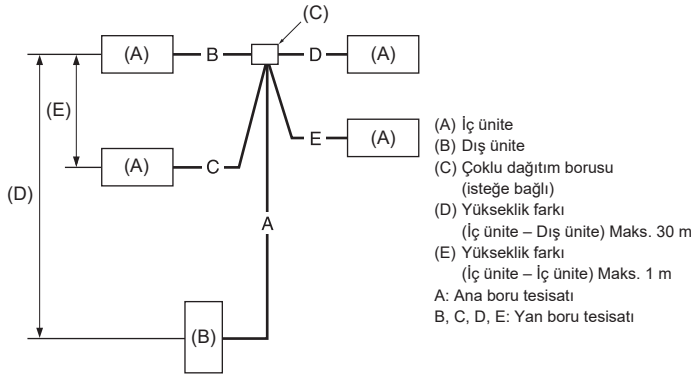 (C)
(A) B D (A)
(E)
(A) C E (A)
(D)
A
(B)
(A) İç ünite
(B) Dış ünite
(C) Çoklu dağıtım borusu
(isteğe bağlı)
(D) Yükseklik farkı
(İç ünite – Dış ünite) Maks. 30 m
(E) Yükseklik farkı
(İç ünite – İç ünite) Maks. 1 m
A: Ana boru tesisatı
B, C, D, E: Yan boru tesisatı